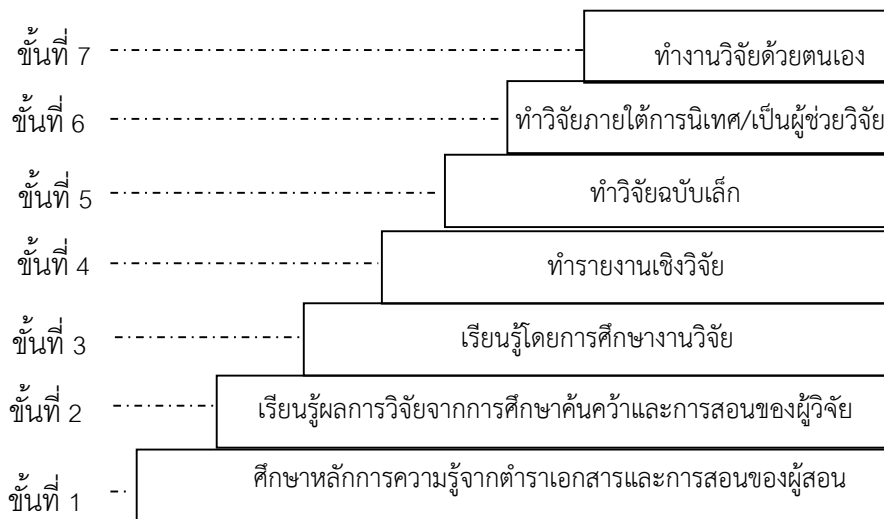 ขั้นที่ 7 ทำงานวิจัยด้วยตนเอง
ขั้นที่ 6 ทำวิจัยภายใต้การนิเทศ/เป็นผู้ช่วยวิจัย
ขั้นที่ 5 ทำวิจัยฉบับเล็ก
ขั้นที่ 4 ทำรายงานเชิงวิจัย
ขั้นที่ 3 เรียนรู้โดยการศึกษางานวิจัย
ขั้นที่ 2 เรียนรู้ผลการวิจัยจากการศึกษาค้นคว้าและการสอนของผู้วิจัย
ขั้นที่ 1 ศึกษาหลักการความรู้จากตำราเอกสารและการสอนของผู้สอน